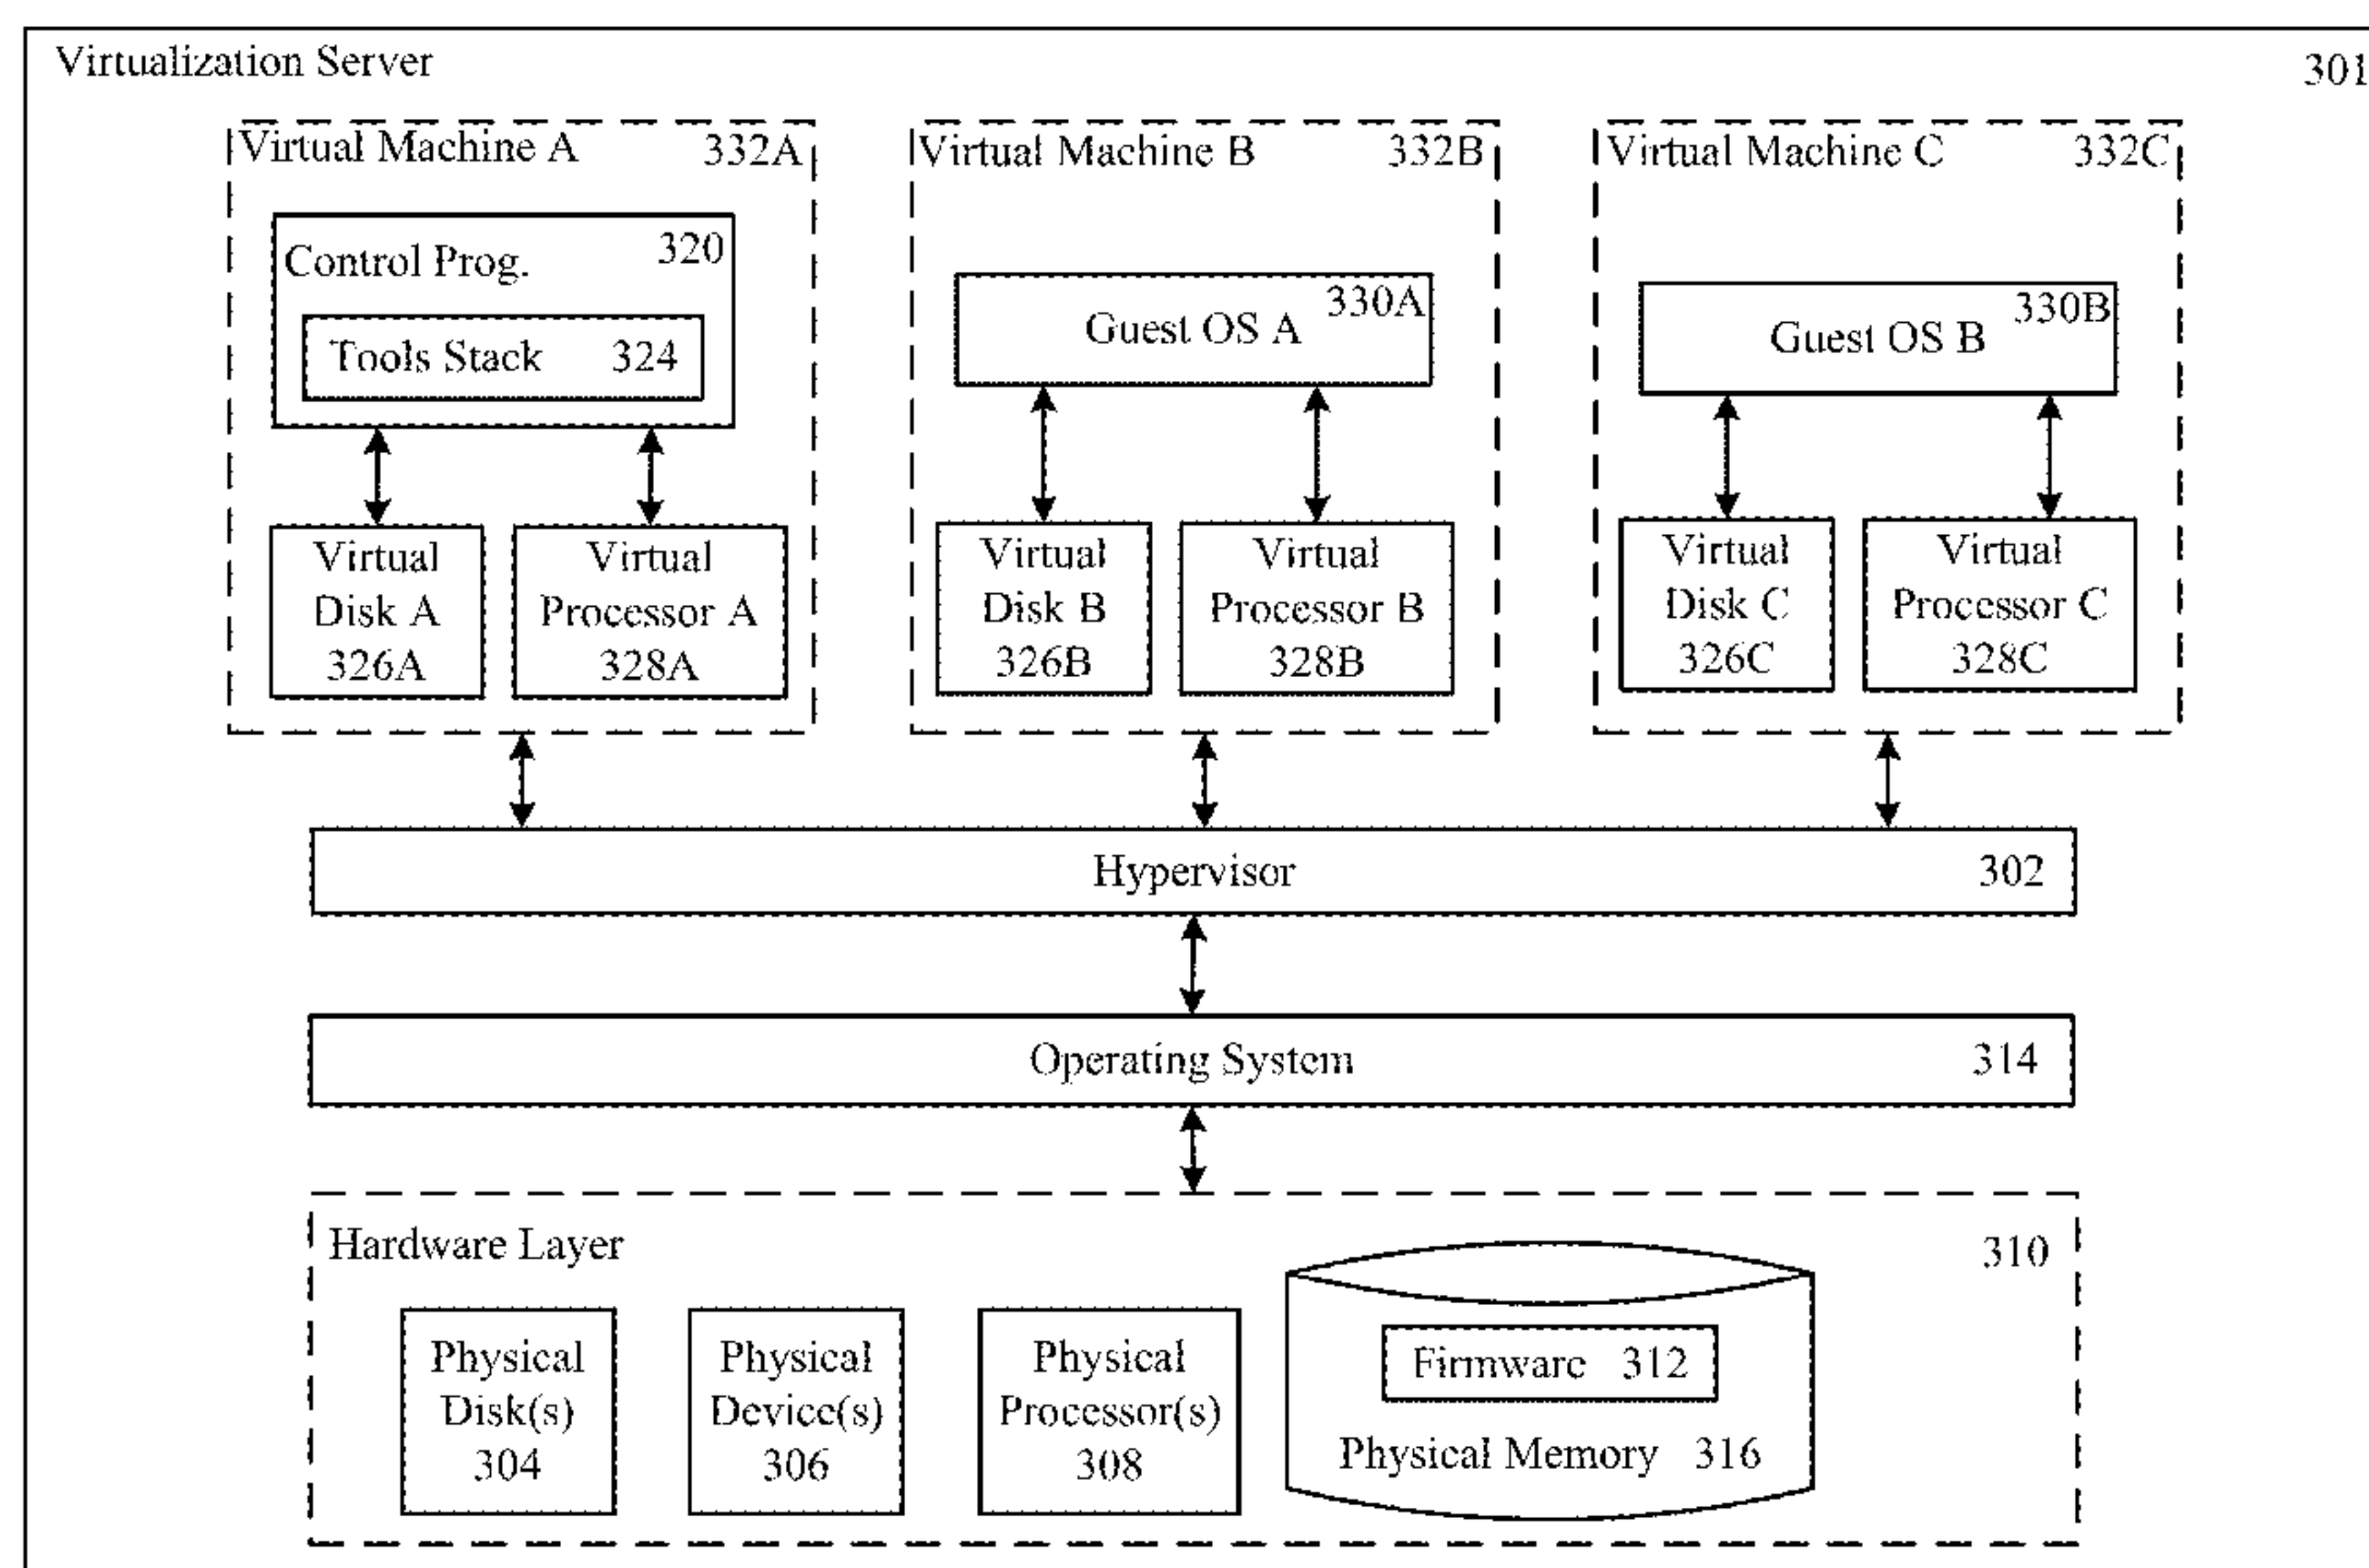 Virtualization Server 301
Virtual Machine A 332A
Control Prog. 320
Tools Stack 324
Virtual
Disk A
326A
Virtual
Processor A
328A
Virtual Machine B 332B
Guest OS A 330A
Virtual
Disk B
326B
Virtual
Processor B
328B
Virtual Machine C 332C
Guest OS B 330B
Virtual
Disk C
326C
Virtual
Processor C
328C
Hypervisor 302
Operating System 314
Hardware Layer 310
Physical
Disk(s)
304
Physical
Device(s)
306
Physical
Processor(s)
308
Firmware 312
Physical Memory 316